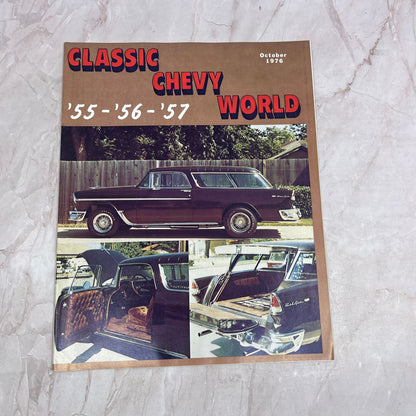 CLASSIC
CHEVY
WORLD
October
1976
'55-'56-'57